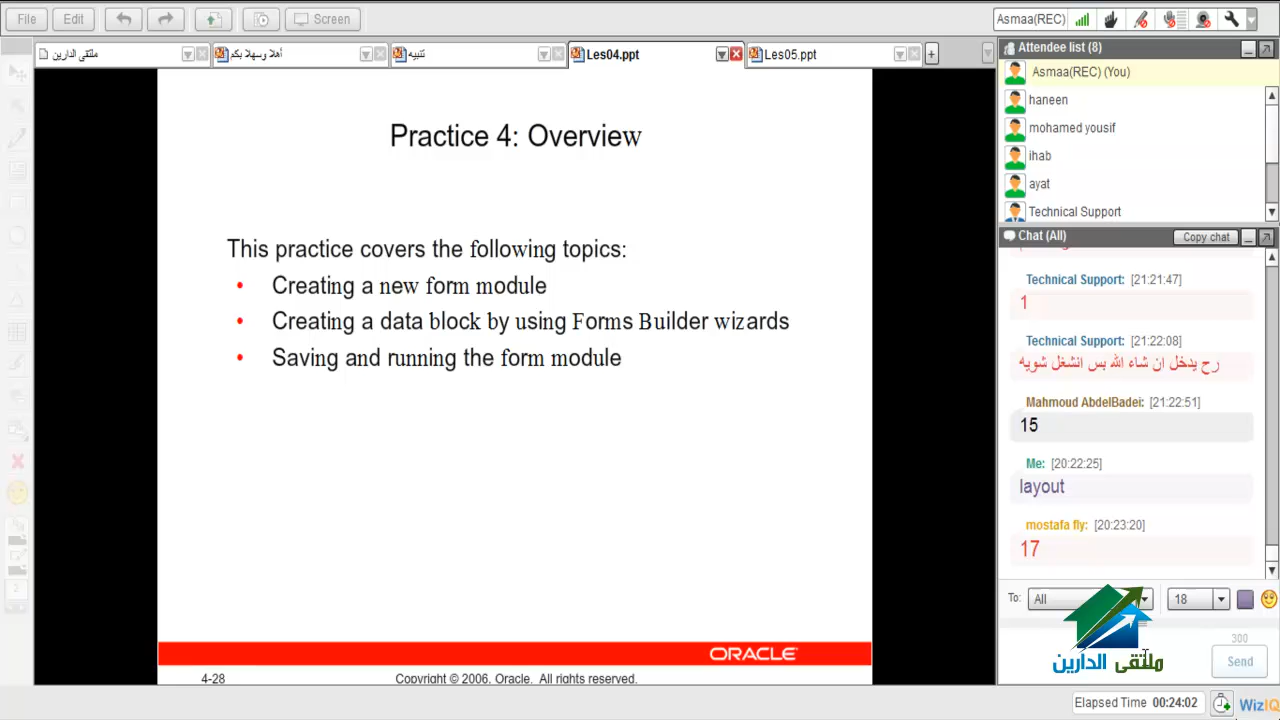 File
Edit
Screen
Asmaa(REC)
ملتقى الدارين
أهلا وسهلا بكم
تنبيه
Les04.ppt
Les05.ppt
Practice 4: Overview
This practice covers the following topics:
• Creating a new form module
• Creating a data block by using Forms Builder wizards
• Saving and running the form module
ORACLE
4-28
Copyright © 2006. Oracle. All rights reserved.
Attendee list (8)
Asmaa(REC) (You)
haneen
mohamed yousif
ihab
ayat
Technical Support
Chat (All)
Copy chat
Technical Support: [21:21:47]
1
Technical Support: [21:22:08]
رح يدخل ان شاء الله بس انشغل شويه
Mahmoud AbdelBadei: [21:22:51]
15
Me: [20:22:25]
layout
mostafa fly: [20:23:20]
17
To: All
18
300
Send
ملتقى الدارين
Elapsed Time 00:24:02
WizIQ